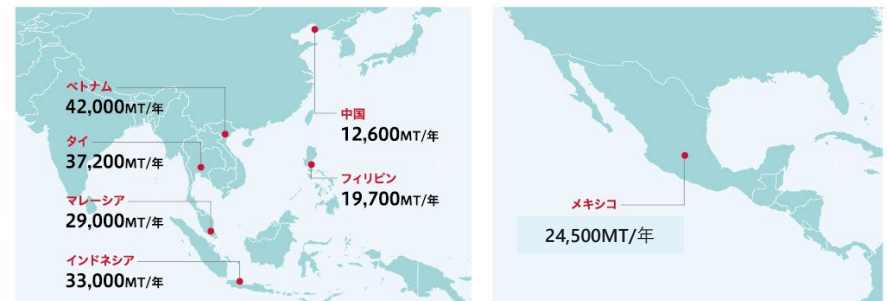 ベトナム
42,000MT/年
タイ
37,200MT/年
マレーシア
29,000MT/年
インドネシア
33,000MT/年
中国
12,600MT/年
フィリピン
19,700MT/年
メキシコ
24,500MT/年